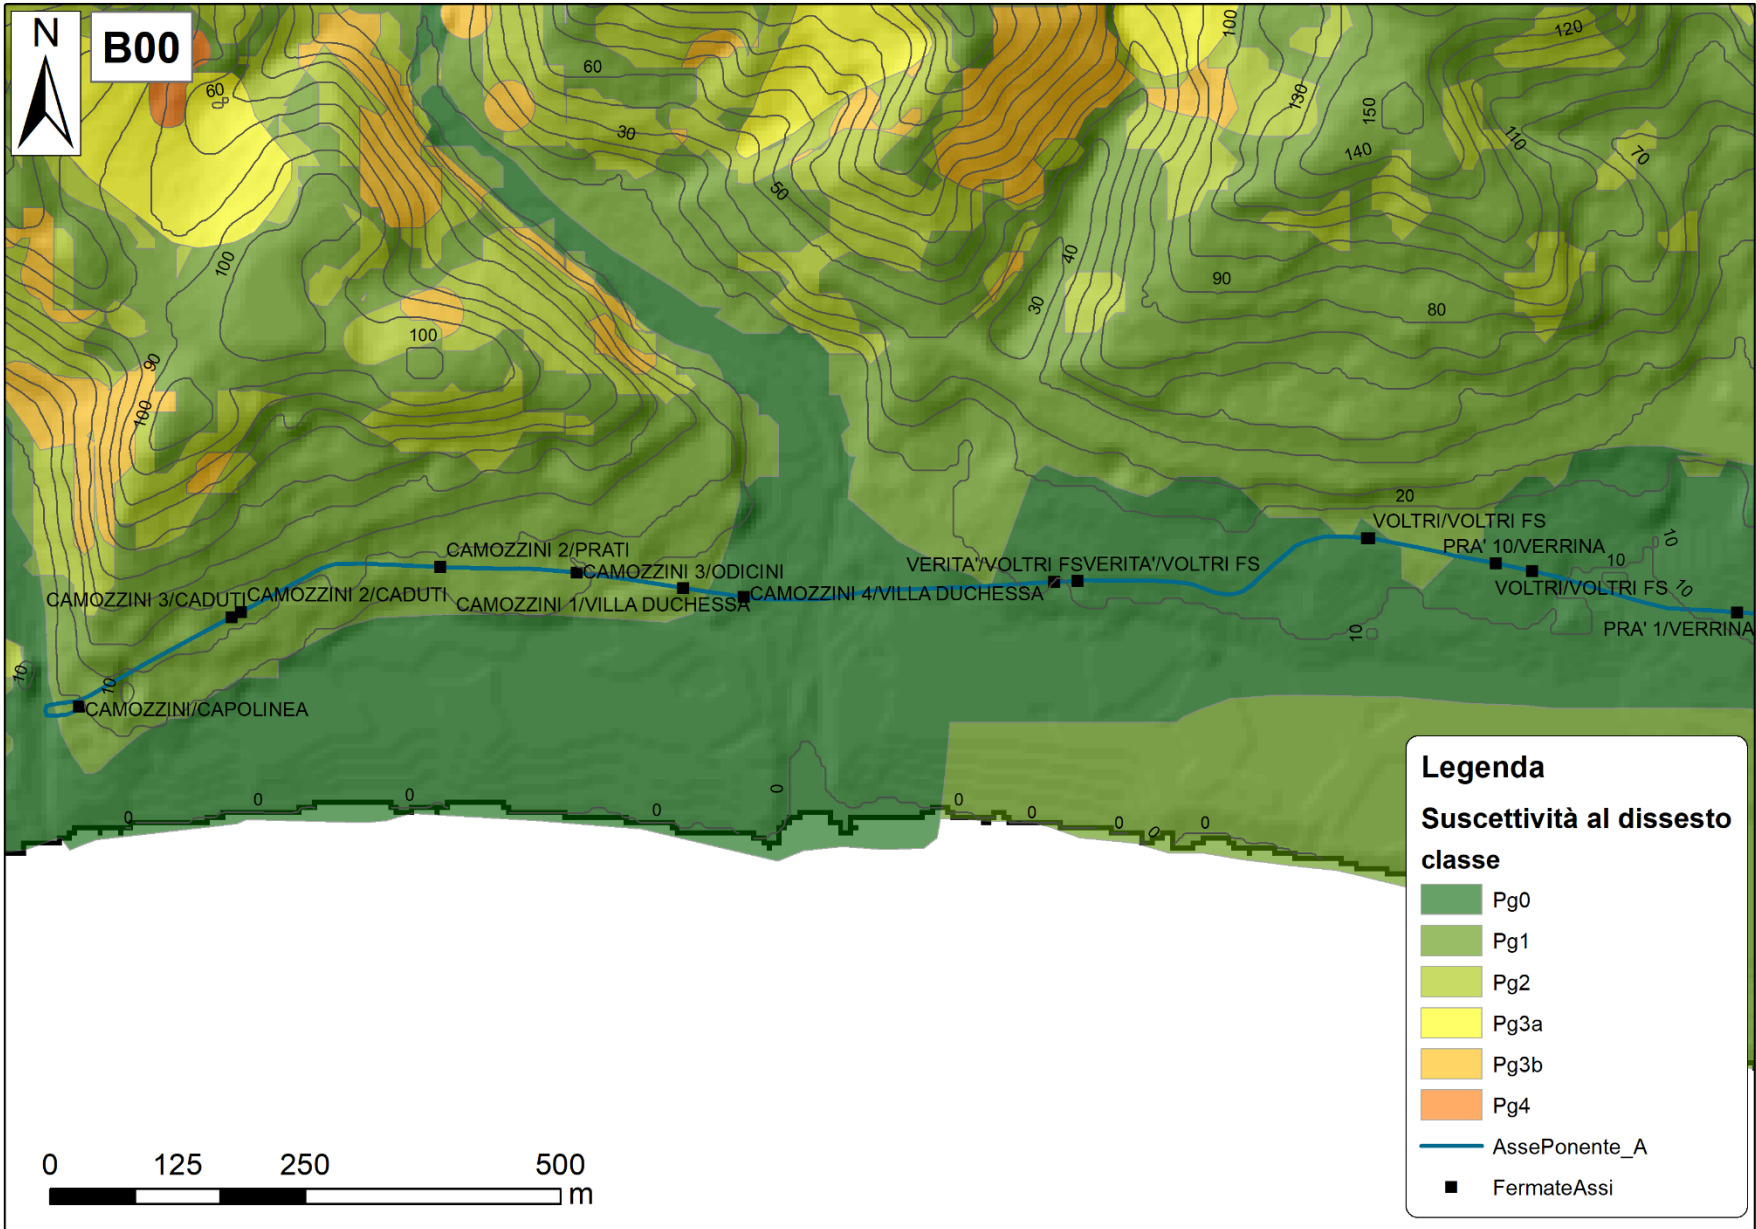 N
B00
60
100
90
100
100
60
30
50
40
30
100
130
150
140
120
110
70
90
80
20
10
10
10
10
10
10
CAMOZZINI/CAPOLINEA
CAMOZZINI 3/CADUTI
CAMOZZINI 2/CADUTI
CAMOZZINI 2/PRATI
CAMOZZINI 3/ODICINI
CAMOZZINI 1/VILLA DUCHESSA
CAMOZZINI 4/VILLA DUCHESSA
VERITA'/VOLTRI FS
VERITA'/VOLTRI FS
VOLTRI/VOLTRI FS
PRA' 10/VERRINA
VOLTRI/VOLTRI FS
PRA' 1/VERRINA
0
0
0
0
0
0
0
0
0
0
Legenda
Suscettività al dissesto
classe
Pg0
Pg1
Pg2
Pg3a
Pg3b
Pg4
AssePonente_A
FermateAssi
0 125 250 500
m